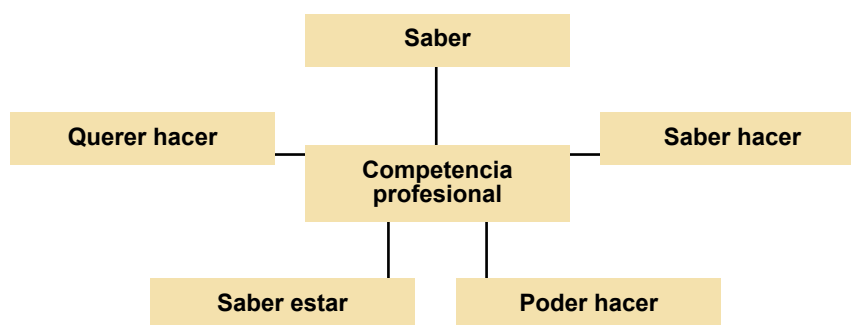 Saber
Querer hacer
Saber hacer
Competencia
profesional
Saber estar
Poder hacer